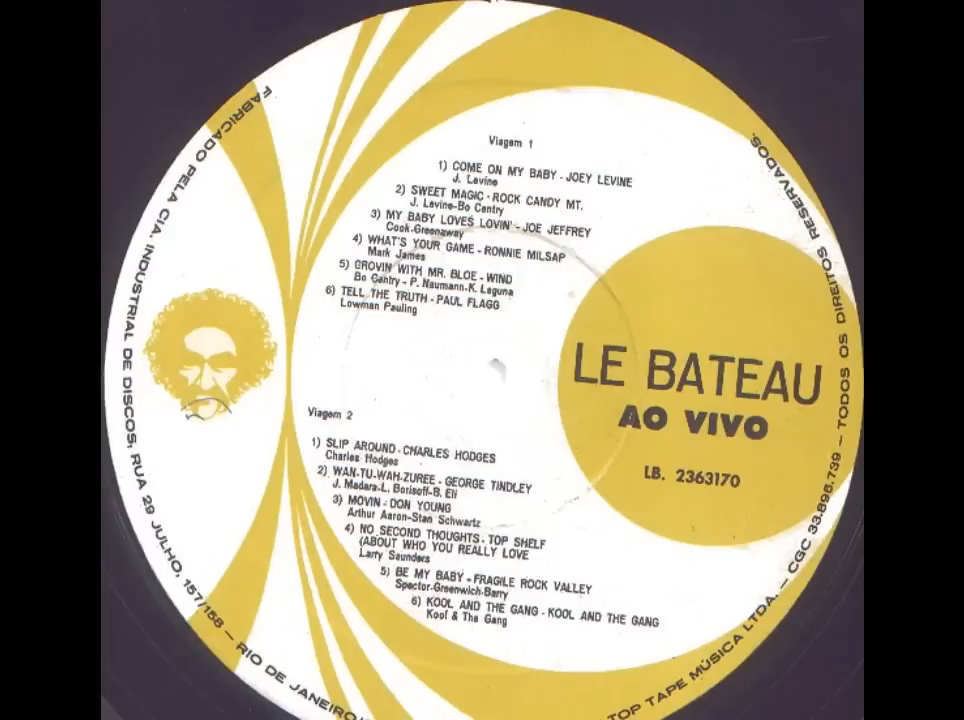 Viagem 1
1) COME ON MY BABY - JOEY LEVINE
J. Levine
2) SWEET MAGIC - ROCK CANDY MT.
J. Levine-Bo Gentry
3) MY BABY LOVES LOVIN' - JOE JEFFREY
Cook-Greenaway
4) WHAT'S YOUR GAME - RONNIE MILSAP
Mark James
5) GROVIN WITH MR. BLOE - WIND
Bo Gentry - P. Naumann-K. Laguna
6) TELL THE TRUTH - PAUL FLAGG
Lowman Pauling
LE BATEAU
AO VIVO
LB. 2363170
Viagem 2
1) SLIP AROUND - CHARLES HODGES
Charles Hodges
2) WAN-TU-WAH-ZUREE - GEORGE TINDLEY
J. Madara-L. Borisoff-B. Eli
3) MOVIN - DON YOUNG
Arthur Aaron-Stan Schwartz
4) NO SECOND THOUGHTS - TOP SHELF
(ABOUT WHO YOU REALLY LOVE
Larry Saunders
5) BE MY BABY - FRAGILE ROCK VALLEY
Spector-Greenwich-Barry
6) KOOL AND THE GANG - KOOL AND THE GANG
Kool & The Gang
FABRICADO PELA CIA. INDUSTRIAL DE DISCOS, RUA 29 JULHO, 157/158 - RIO DE JANEIRO
TOP TAPE MÚSICA LTDA. - CGC 33.896.739 - TODOS OS DIREITOS RESERVADOS.